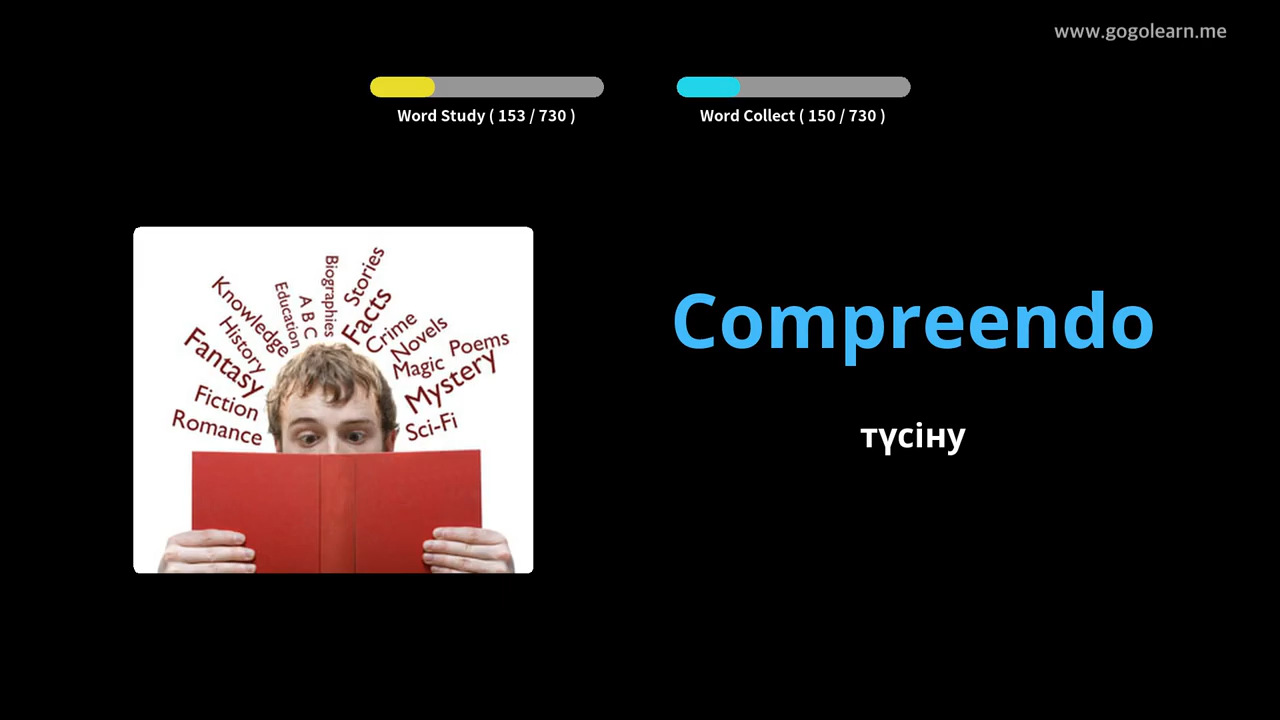 www.gogolearn.me
Word Study ( 153 / 730 )
Word Collect ( 150 / 730 )
Compreendo
түсіну
Knowledge
History
Education
A B C
Biographies
Stories
Facts
Crime
Novels
Magic
Poems
Mystery
Sci-Fi
Fantasy
Fiction
Romance